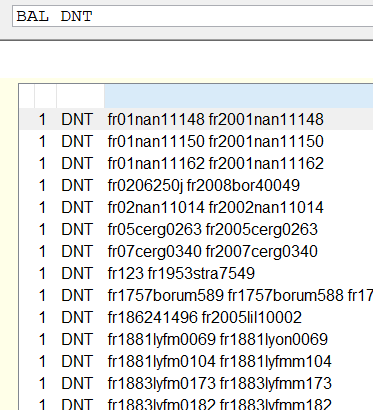 BAL DNT
1 DNT fr01nan11148 fr2001nan11148
1 DNT fr01nan11150 fr2001nan11150
1 DNT fr01nan11162 fr2001nan11162
1 DNT fr0206250j fr2008bor40049
1 DNT fr02nan11014 fr2002nan11014
1 DNT fr05cerg0263 fr2005cerg0263
1 DNT fr07cerg0340 fr2007cerg0340
1 DNT fr123 fr1953stra7549
1 DNT fr1757borum589 fr1757borum588 fr17
1 DNT fr186241496 fr2005lil10002
1 DNT fr1881lyfm0069 fr1881lyon0069
1 DNT fr1881lyfm0104 fr1881lyfmm104
1 DNT fr1883lyfm0173 fr1883lyfmm173
1 DNT fr1883lyfm0182 fr1883lyfmm182